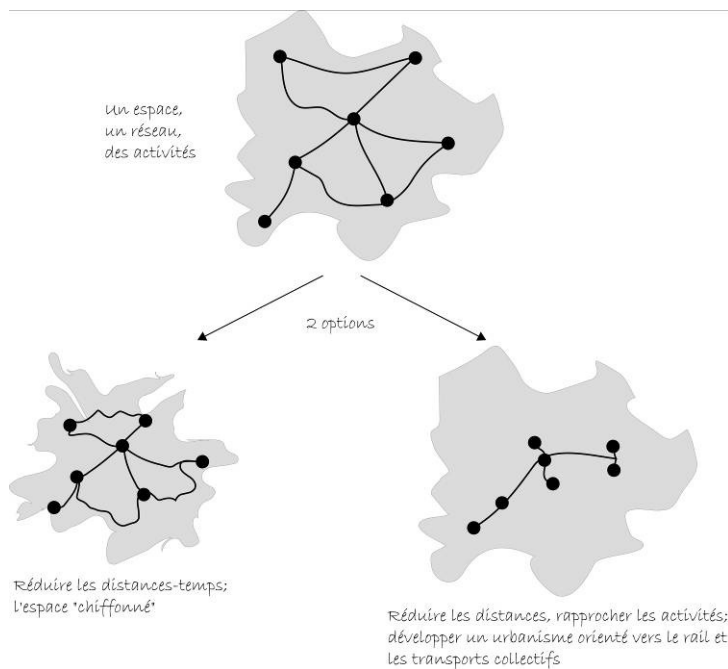 Un espace,
un réseau,
des activités
2 options
Réduire les distances-temps;
l'espace "chiffonné"
Réduire les distances, rapprocher les activités;
développer un urbanisme orienté vers le rail et
les transports collectifs